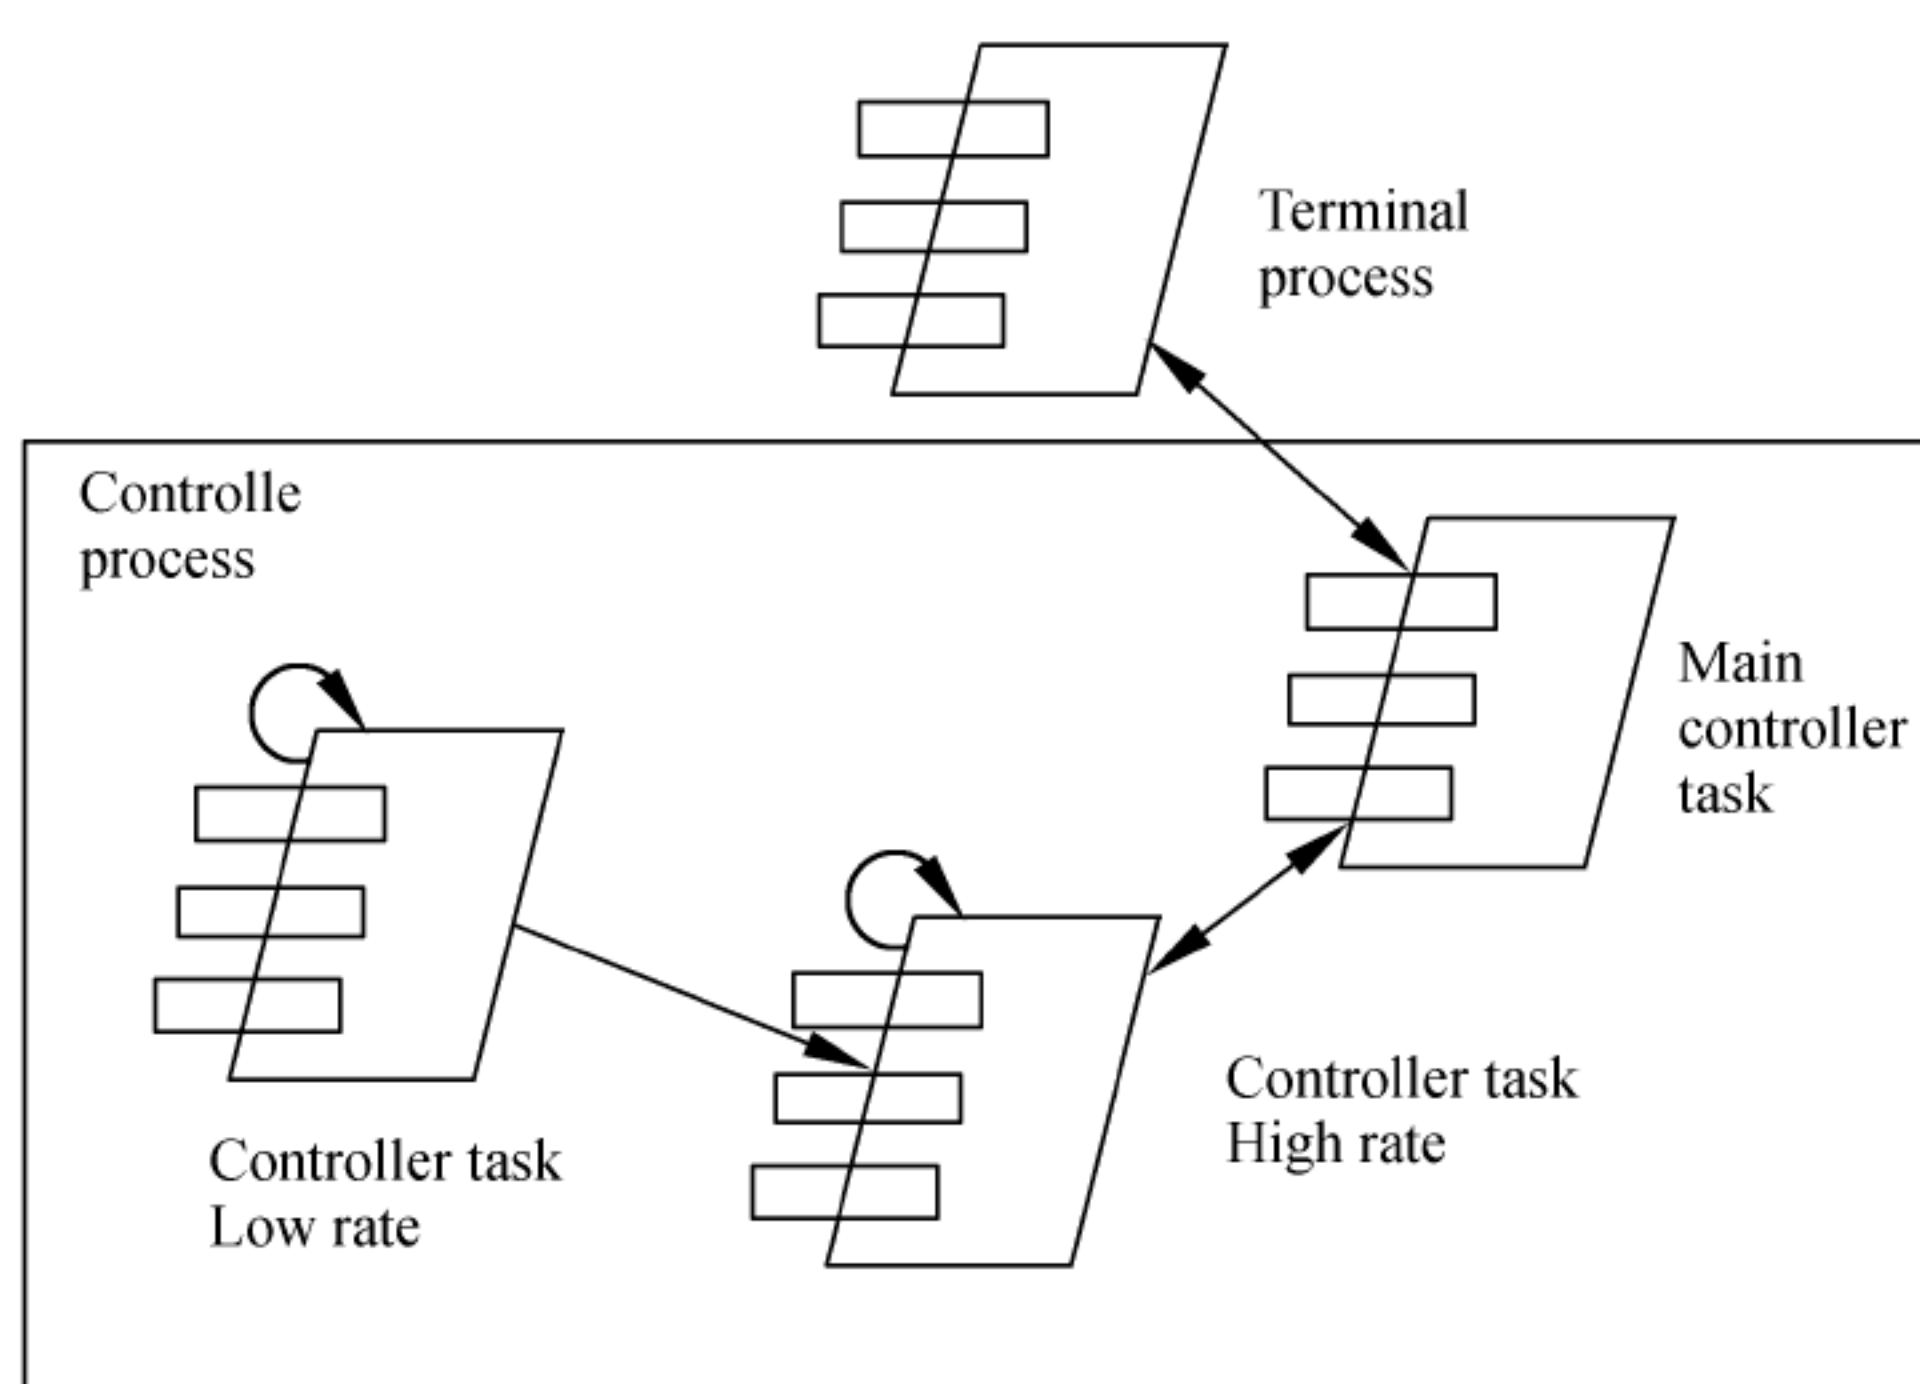 Terminal
process
Controlle
process
Main
controller
task
Controller task
High rate
Controller task
Low rate